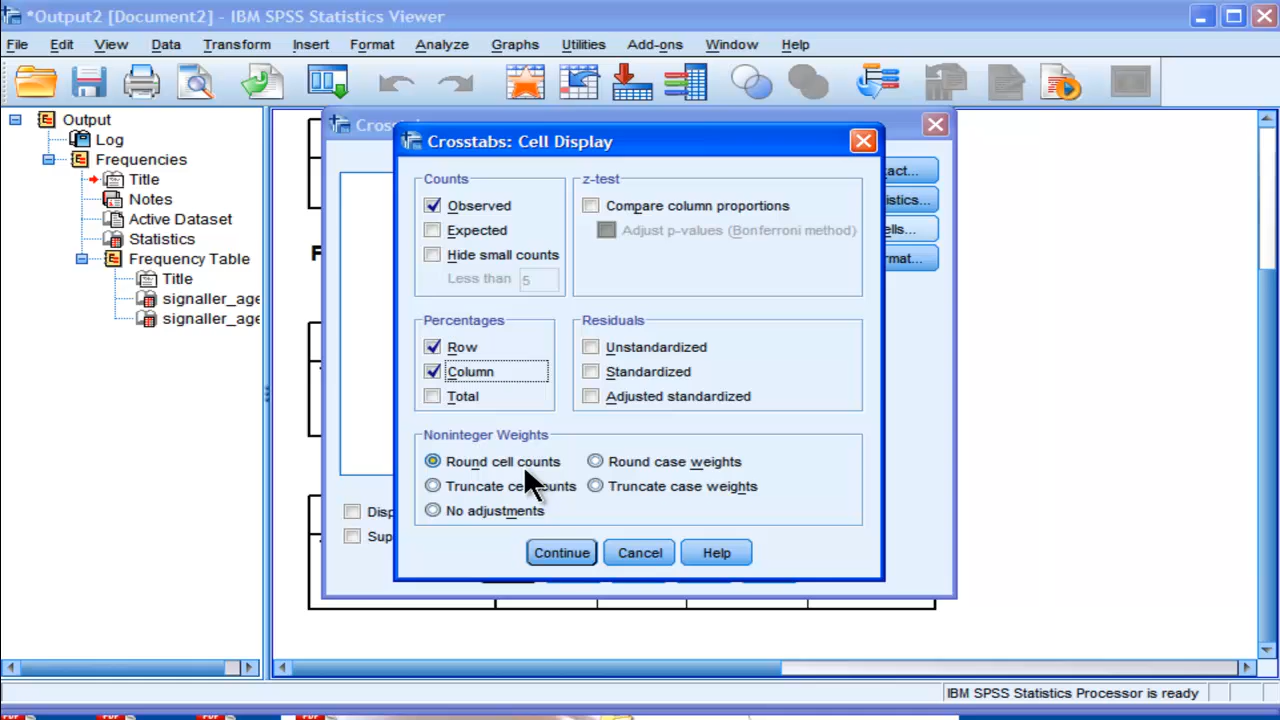 *Output2 [Document2] - IBM SPSS Statistics Viewer
File Edit View Data Transform Insert Format Analyze Graphs Utilities Add-ons Window Help
Output
Log
Frequencies
Title
Notes
Active Dataset
Statistics
Frequency Table
Title
signaller_age
signaller_age
Crosstabs: Cell Display
Counts
Observed
Expected
Hide small counts
Less than 5
z-test
Compare column proportions
Adjust p-values (Bonferroni method)
Percentages
Row
Column
Total
Residuals
Unstandardized
Standardized
Adjusted standardized
Noninteger Weights
Round cell counts Round case weights
Truncate cell counts Truncate case weights
No adjustments
Continue Cancel Help
IBM SPSS Statistics Processor is ready